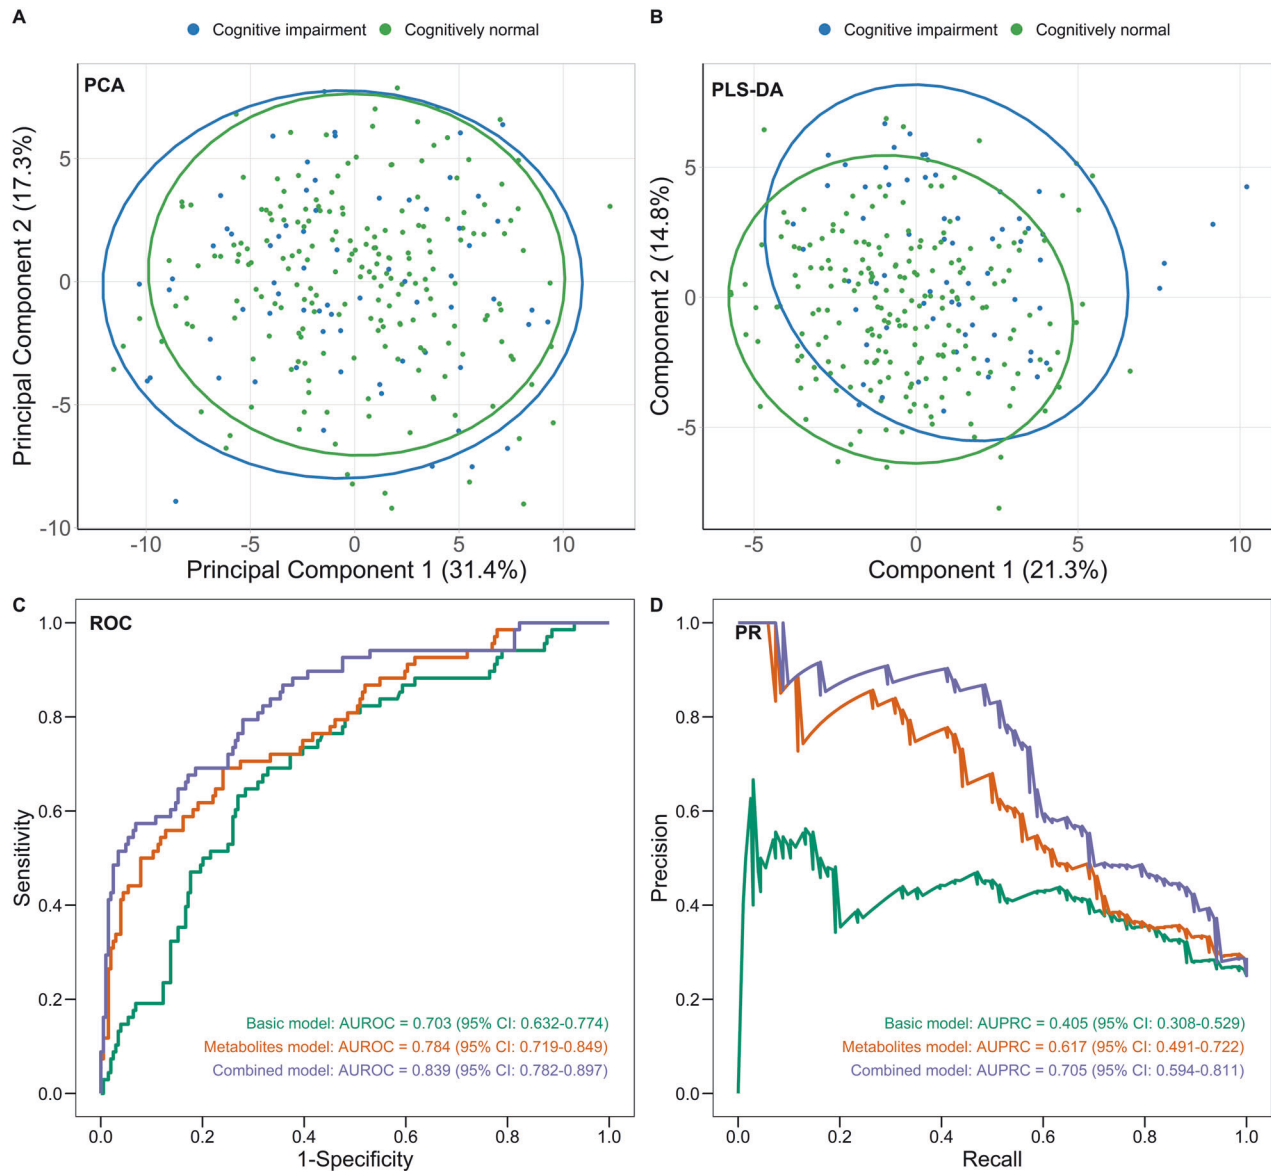 A
Cognitive impairment Cognitively normal
PCA
Principal Component 2 (17.3%)
5
0
-5
-10
-10 -5 0 5 10
Principal Component 1 (31.4%)
B
Cognitive impairment Cognitively normal
PLS-DA
Component 2 (14.8%)
5
0
-5
-5 0 5 10
Component 1 (21.3%)
C
ROC
Sensitivity
1.0
0.8
0.6
0.4
0.2
0.0
Basic model: AUROC = 0.703 (95% CI: 0.632-0.774)
Metabolites model: AUROC = 0.784 (95% CI: 0.719-0.849)
Combined model: AUROC = 0.839 (95% CI: 0.782-0.897)
0.0 0.2 0.4 0.6 0.8 1.0
1-Specificity
D
PR
Precision
1.0
0.8
0.6
0.4
0.2
0.0
Basic model: AUPRC = 0.405 (95% CI: 0.308-0.529)
Metabolites model: AUPRC = 0.617 (95% CI: 0.491-0.722)
Combined model: AUPRC = 0.705 (95% CI: 0.594-0.811)
0.0 0.2 0.4 0.6 0.8 1.0
Recall